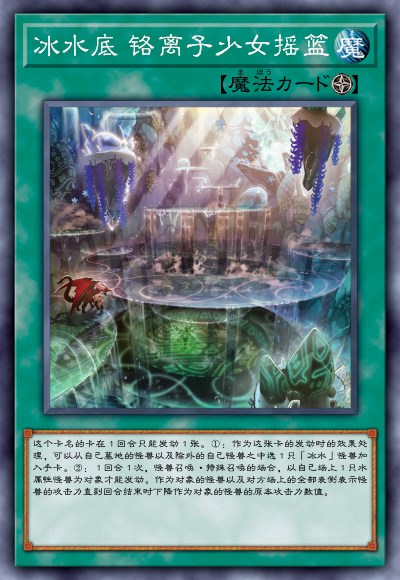 冰水底 铬离子少女摇篮
魔
【魔法カード】
ま ほう
这个卡名的卡在1回合只能发动1张。①：作为这张卡的发动时的效果处
理，可以从自己墓地的怪兽以及除外的自己怪兽之中选1只「冰水」怪兽加
入手卡。②：1回合1次，怪兽召唤·特殊召唤的场合，以自己场上1只水
属性怪兽为对象才能发动。作为对象的怪兽以及对方场上的全部表侧表示怪
兽的攻击力直到回合结束时下降作为对象的怪兽的原本攻击力数值。